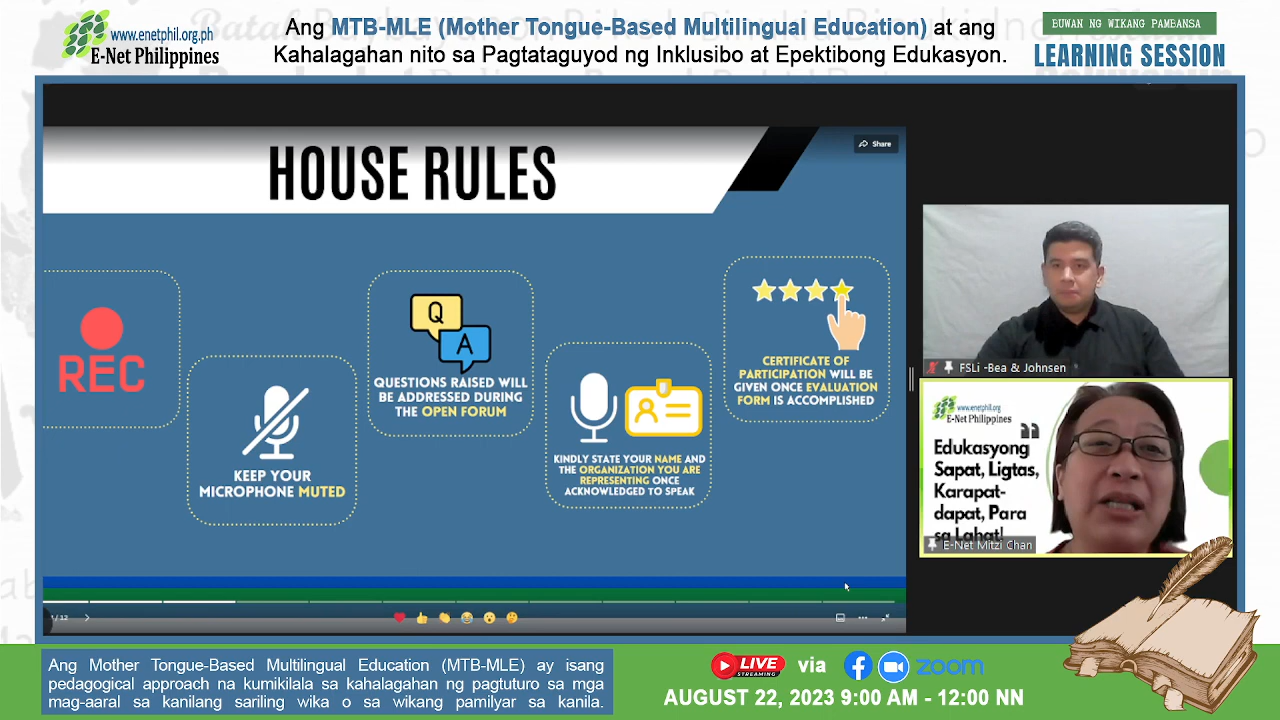 www.enetphil.org.ph
E-Net Philippines
Ang MTB-MLE (Mother Tongue-Based Multilingual Education) at ang
Kahalagahan nito sa Pagtataguyod ng Inklusibo at Epektibong Edukasyon.
BUWAN NG WIKANG PAMBANSA
LEARNING SESSION
HOUSE RULES
Share
REC
KEEP YOUR
MICROPHONE MUTED
Q
A
QUESTIONS RAISED WILL
BE ADDRESSED DURING
THE OPEN FORUM
KINDLY STATE YOUR NAME AND
THE ORGANIZATION YOU ARE
REPRESENTING ONCE
ACKNOWLEDGED TO SPEAK
CERTIFICATE OF
PARTICIPATION WILL BE
GIVEN ONCE EVALUATION
FORM IS ACCOMPLISHED
/ 12
FSLi -Bea & Johnsen
www.enetphil.org
E-Net Philippines
Edukasyong
Sapat, Ligtas,
Karapat-
dapat, Para
sa Lahat!
E-Net Mitzi Chan
Ang Mother Tongue-Based Multilingual Education (MTB-MLE) ay isang
pedagogical approach na kumikilala sa kahalagahan ng pagtuturo sa mga
mag-aaral sa kanilang sariling wika o sa wikang pamilyar sa kanila.
LIVE
STREAMING
via
zoom
AUGUST 22, 2023 9:00 AM - 12:00 NN